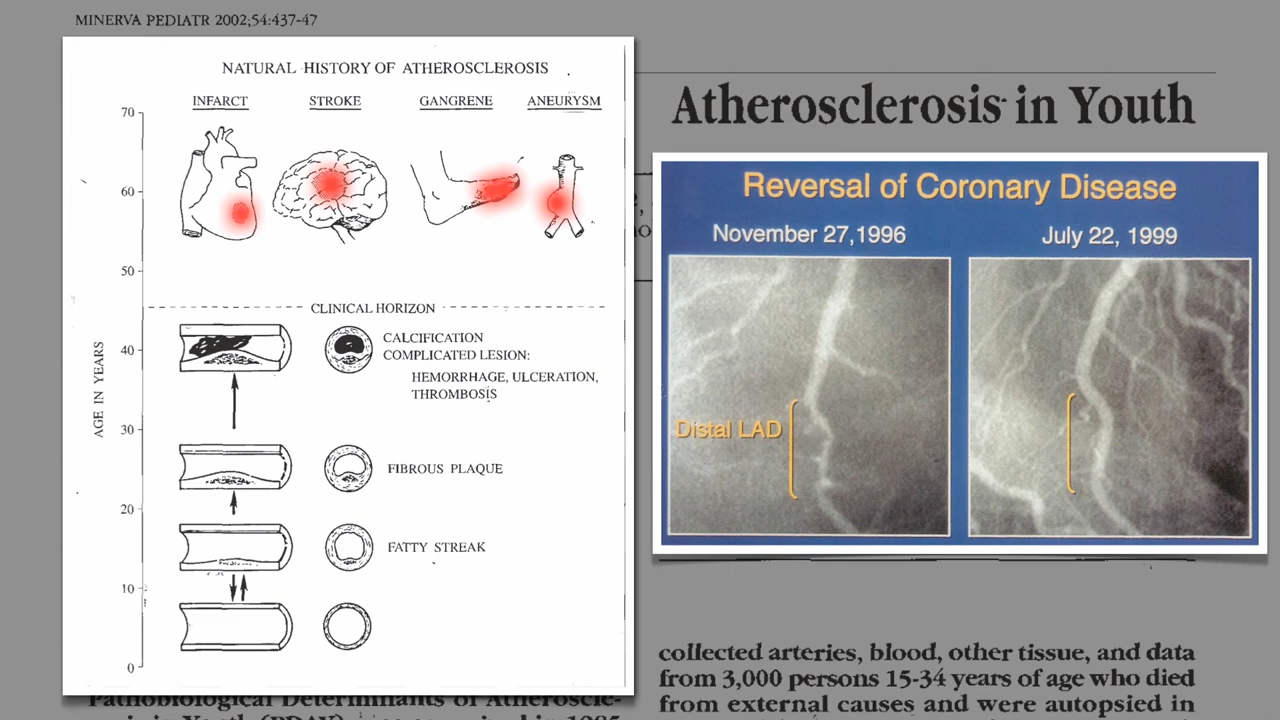 MINERVA PEDIATR 2002;54:437-47
NATURAL HISTORY OF ATHEROSCLEROSIS
INFARCT STROKE GANGRENE ANEURYSM
70
60
50
CLINICAL HORIZON
CALCIFICATION
COMPLICATED LESION:
HEMORRHAGE, ULCERATION,
THROMBOSIS
40
AGE IN YEARS
30
FIBROUS PLAQUE
20
FATTY STREAK
10
0
Atherosclerosis in Youth
Reversal of Coronary Disease
November 27,1996 July 22, 1999
Distal LAD
collected arteries, blood, other tissue, and data
from 3,000 persons 15-34 years of age who died
from external causes and were autopsied in
Pathobiological Determinants of Atheroscle-